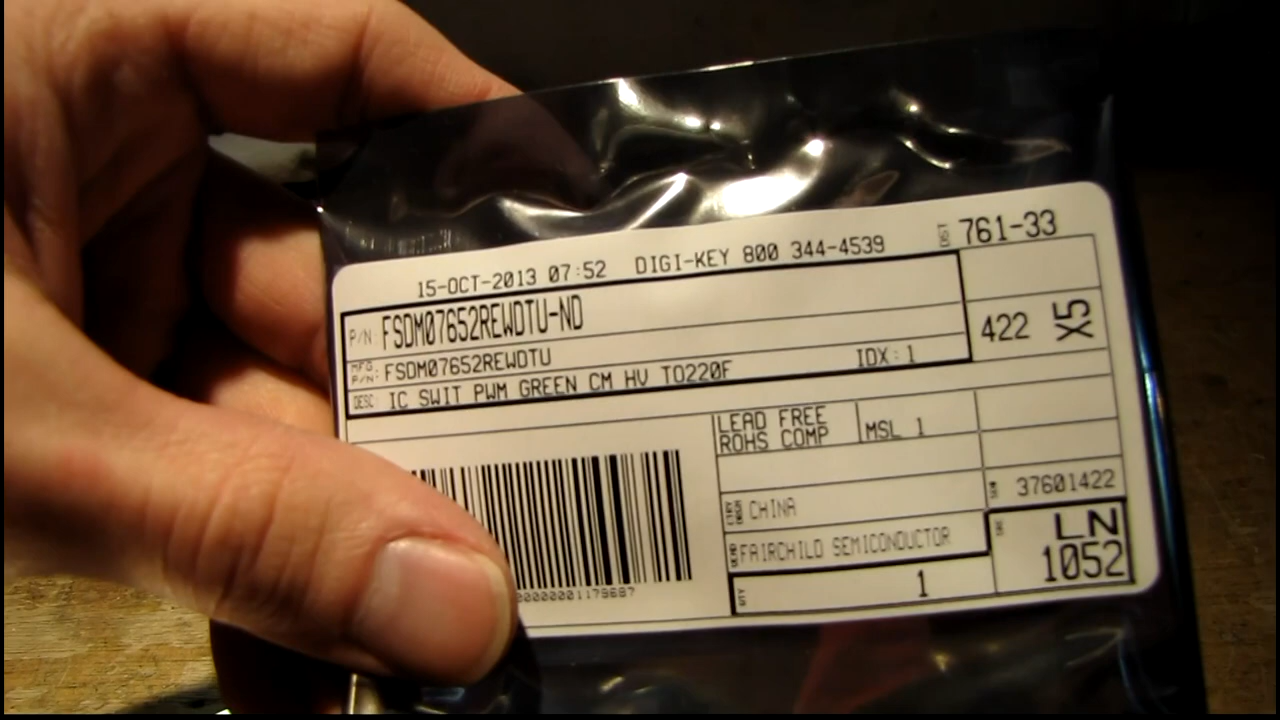 15-OCT-2013 07:52 DIGI-KEY 800 344-4539 761-33
P/N: FSDM07652REWDTU-ND
MFG. P/N: FSDM07652REWDTU
DESC: IC SWIT PWM GREEN CM HV TO220F IDX: 1
422 X5
LEAD FREE
ROHS COMP
MSL 1
37601422
CHINA
FAIRCHILD SEMICONDUCTOR
QTY 1
LN
1052